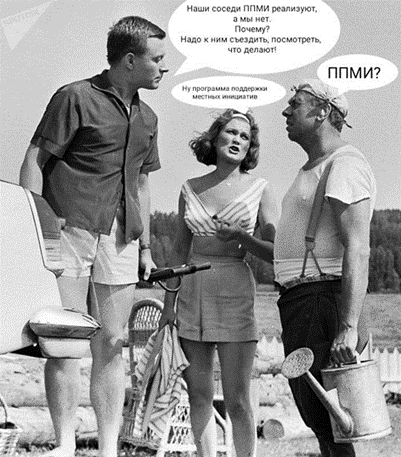 Наши соседи ППМИ реализуют,
а мы нет.
Почему?
Надо к ним съездить, посмотреть,
что делают!
ППМИ?
Ну программа поддержки
местных инициатив